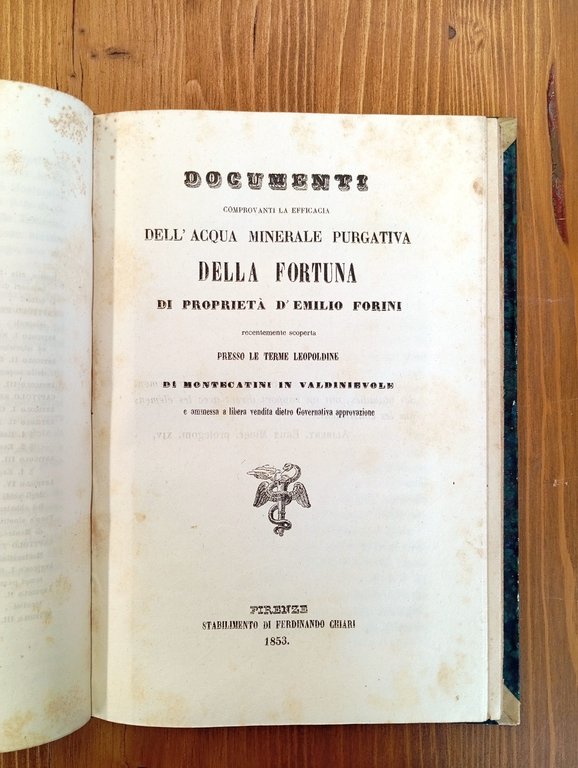 DOCUMENTI
COMPROVANTI LA EFFICACIA
DELL' ACQUA MINERALE PURGATIVA
DELLA FORTUNA
DI PROPRIETÀ D' EMILIO FORINI
recentemente scoperta
PRESSO LE TERME LEOPOLDINE
DI MONTECATINI IN VALDINIEVOLE
e ammessa a libera vendita dietro Governativa approvazione
FIRENZE
STABILIMENTO DI FERDINANDO CHIARI
1853.